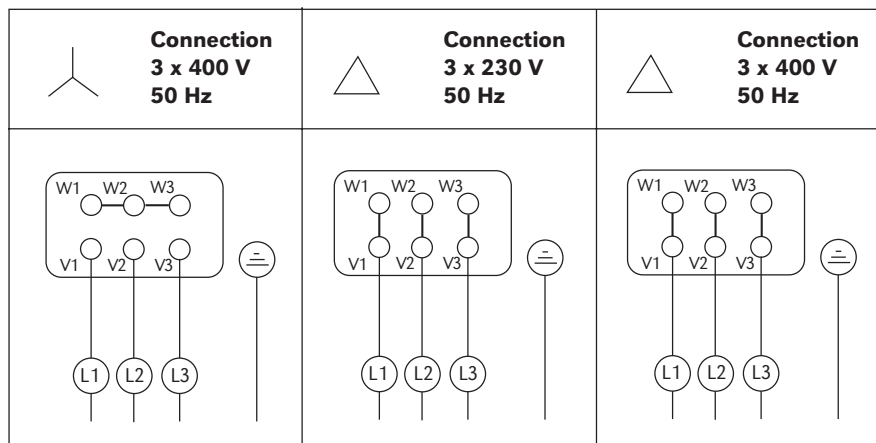 Connection
3 x 400 V
50 Hz
Connection
3 x 230 V
50 Hz
Connection
3 x 400 V
50 Hz
W1 W2 W3
V1 V2 V3
L1 L2 L3
W1 W2 W3
V1 V2 V3
L1 L2 L3
W1 W2 W3
V1 V2 V3
L1 L2 L3